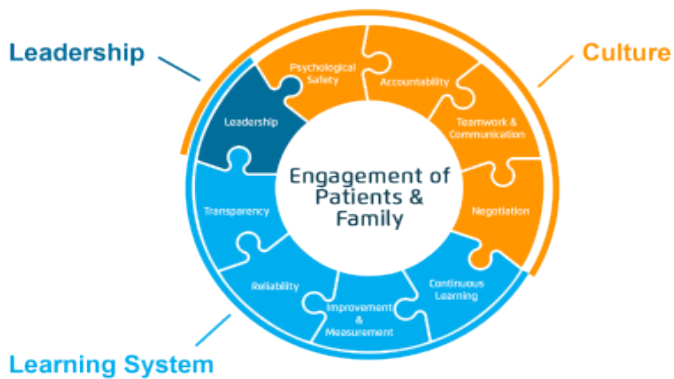 Leadership
Culture
Psychological
Safety
Accountability
Teamwork &
Communication
Leadership
Engagement of
Patients &
Family
Transparency
Negotiation
Reliability
Continuous
Learning
Improvement
&
Measurement
Learning System